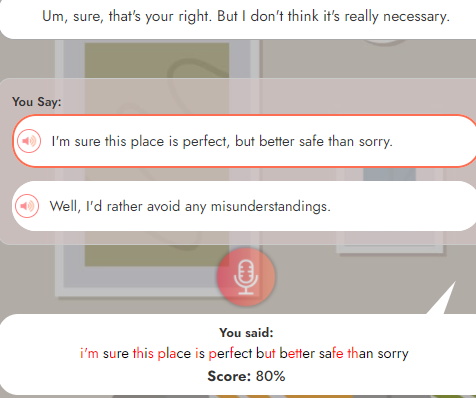 Um, sure, that's your right. But I don't think it's really necessary.
You Say:
I'm sure this place is perfect, but better safe than sorry.
Well, I'd rather avoid any misunderstandings.
You said:
i'm sure this place is perfect but better safe than sorry
Score: 80%